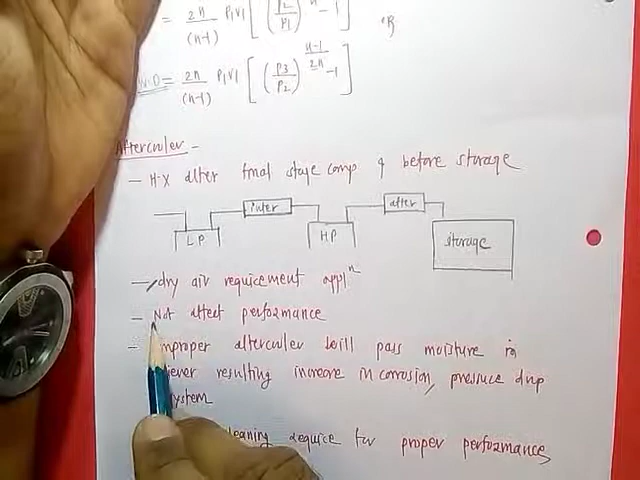 = 2n/(n-1) P1V1 [ (P2/P1)^n -1 ] or
W.D = 2n/(n-1) P1V1 [ (P3/P2)^(n-1/2n) -1 ]
Aftercooler -
- H-X after final stage comp & before storage
inter after
LP HP storage
- dry air requirement appl^n
- Not affect performance
- improper aftercooler will pass moisture in
reciever resulting increase in corrosion, pressure drop
system
cleaning require for proper performance,